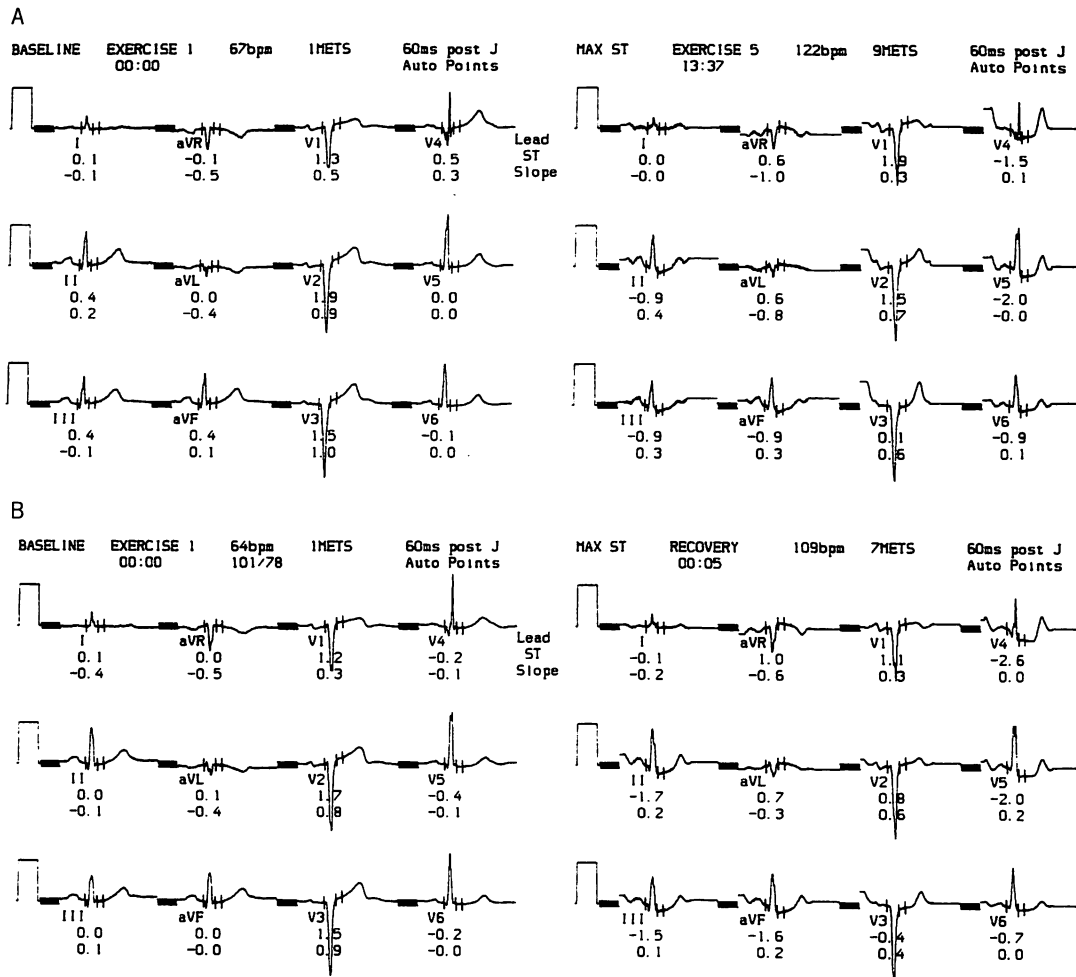 A
BASELINE EXERCISE 1 67bpm 1METS 60ms post J
00:00 Auto Points
I aVR V1 V4 Lead
0.1 -0.1 1.3 0.5 ST
-0.1 -0.5 0.5 0.3 Slope
II aVL V2 V5
0.4 0.0 1.9 0.0
0.2 -0.4 0.9 0.0
III aVF V3 V6
0.4 0.4 1.5 -0.1
-0.1 0.1 1.0 0.0
MAX ST EXERCISE 5 122bpm 9METS 60ms post J
13:37 Auto Points
I aVR V1 V4
0.0 0.6 1.9 -1.5
-0.0 -1.0 0.3 0.1
II aVL V2 V5
-0.9 0.6 1.5 -2.0
0.4 -0.8 0.7 -0.0
III aVF V3 V6
-0.9 -0.9 0.1 -0.9
0.3 0.3 0.6 0.1
B
BASELINE EXERCISE 1 64bpm 1METS 60ms post J
00:00 101/78 Auto Points
I aVR V1 V4 Lead
0.1 0.0 1.2 -0.2 ST
-0.4 -0.5 0.3 -0.1 Slope
II aVL V2 V5
0.0 0.1 1.7 -0.4
-0.1 -0.4 0.8 -0.1
III aVF V3 V6
0.0 0.0 1.5 -0.2
0.1 -0.0 0.9 -0.0
MAX ST RECOVERY 109bpm 7METS 60ms post J
00:05 Auto Points
I aVR V1 V4
-0.1 1.0 1.1 -2.6
-0.2 -0.6 0.3 0.0
II aVL V2 V5
-1.7 0.7 0.8 -2.0
0.2 -0.3 0.6 0.2
III aVF V3 V6
-1.5 -1.6 -0.4 -0.7
0.1 0.2 0.4 0.0